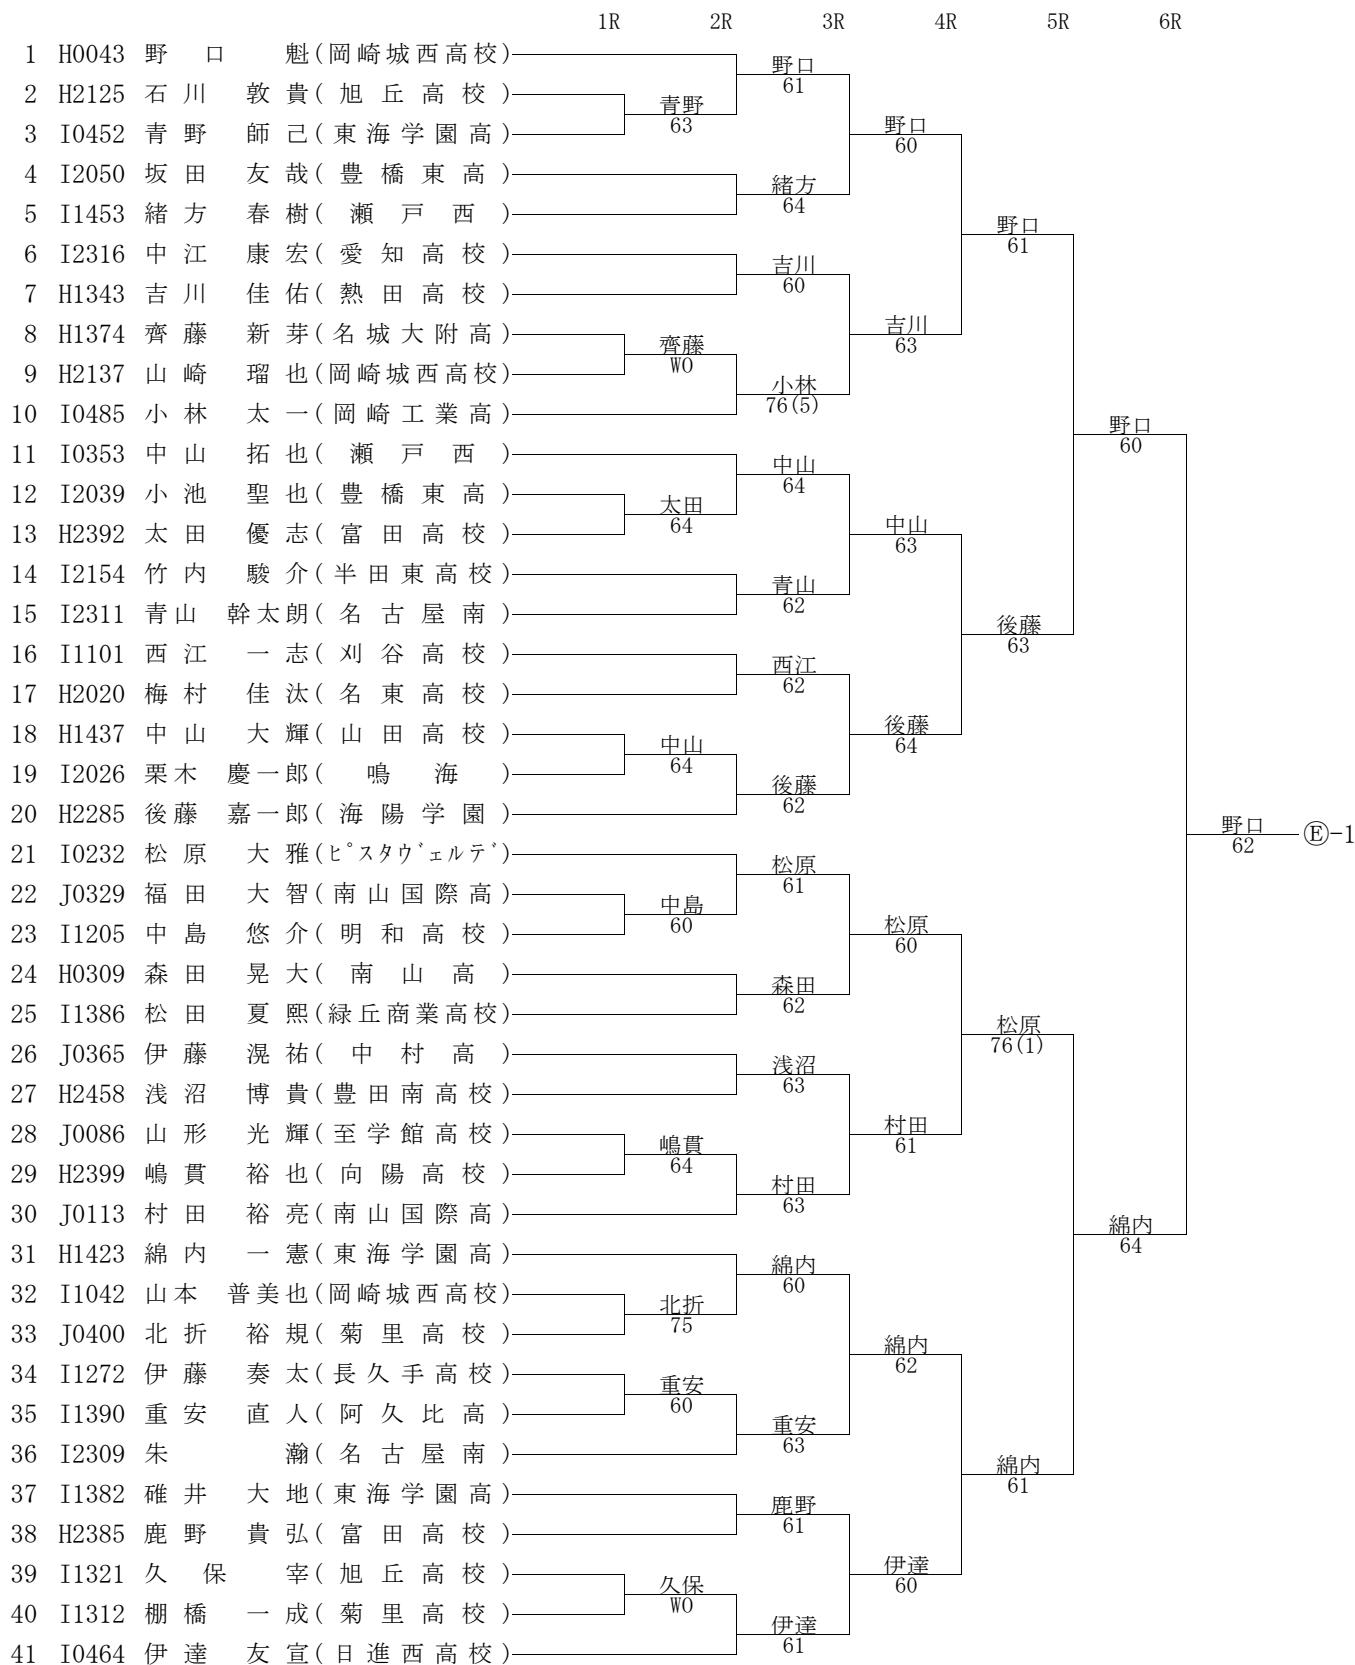 1R 2R 3R 4R 5R 6R
1 H0043 野口 魁(岡崎城西高校)
野口
61
2 H2125 石川 敦貴(旭丘高校)
青野
63
3 I0452 青野 師己(東海学園高)
野口
60
4 I2050 坂田 友哉(豊橋東高)
緒方
64
5 I1453 緒方 春樹(瀬戸西)
野口
61
6 I2316 中江 康宏(愛知高校)
吉川
60
7 H1343 吉川 佳佑(熱田高校)
8 H1374 齊藤 新芽(名城大附高)
吉川
63
齊藤
WO
9 H2137 山崎 瑠也(岡崎城西高校)
小林
76(5)
10 I0485 小林 太一(岡崎工業高)
野口
60
11 I0353 中山 拓也(瀬戸西)
中山
64
12 I2039 小池 聖也(豊橋東高)
太田
64
13 H2392 太田 優志(富田高校)
中山
63
14 I2154 竹内 駿介(半田東高校)
青山
62
15 I2311 青山 幹太朗(名古屋南)
後藤
63
16 I1101 西江 一志(刈谷高校)
西江
62
17 H2020 梅村 佳汰(名東高校)
18 H1437 中山 大輝(山田高校)
後藤
64
中山
64
19 I2026 栗木 慶一郎(鳴海)
後藤
62
20 H2285 後藤 嘉一郎(海陽学園)
野口
62
Ⓔ-1
21 I0232 松原 大雅(ピスタヴェルデ)
松原
61
22 J0329 福田 大智(南山国際高)
中島
60
23 I1205 中島 悠介(明和高校)
松原
60
24 H0309 森田 晃大(南山高)
森田
62
25 I1386 松田 夏熙(緑丘商業高校)
松原
76(1)
26 J0365 伊藤 滉祐(中村高)
浅沼
63
27 H2458 浅沼 博貴(豊田南高校)
28 J0086 山形 光輝(至学館高校)
村田
61
嶋貫
64
29 H2399 嶋貫 裕也(向陽高校)
村田
63
30 J0113 村田 裕亮(南山国際高)
綿内
64
31 H1423 綿内 一憲(東海学園高)
綿内
60
32 I1042 山本 普美也(岡崎城西高校)
北折
75
33 J0400 北折 裕規(菊里高校)
綿内
62
34 I1272 伊藤 奏太(長久手高校)
重安
60
35 I1390 重安 直人(阿久比高)
重安
63
36 I2309 朱 瀚(名古屋南)
綿内
61
37 I1382 碓井 大地(東海学園高)
鹿野
61
38 H2385 鹿野 貴弘(富田高校)
39 I1321 久保 宰(旭丘高校)
伊達
60
久保
WO
40 I1312 棚橋 一成(菊里高校)
伊達
61
41 I0464 伊達 友宣(日進西高校)